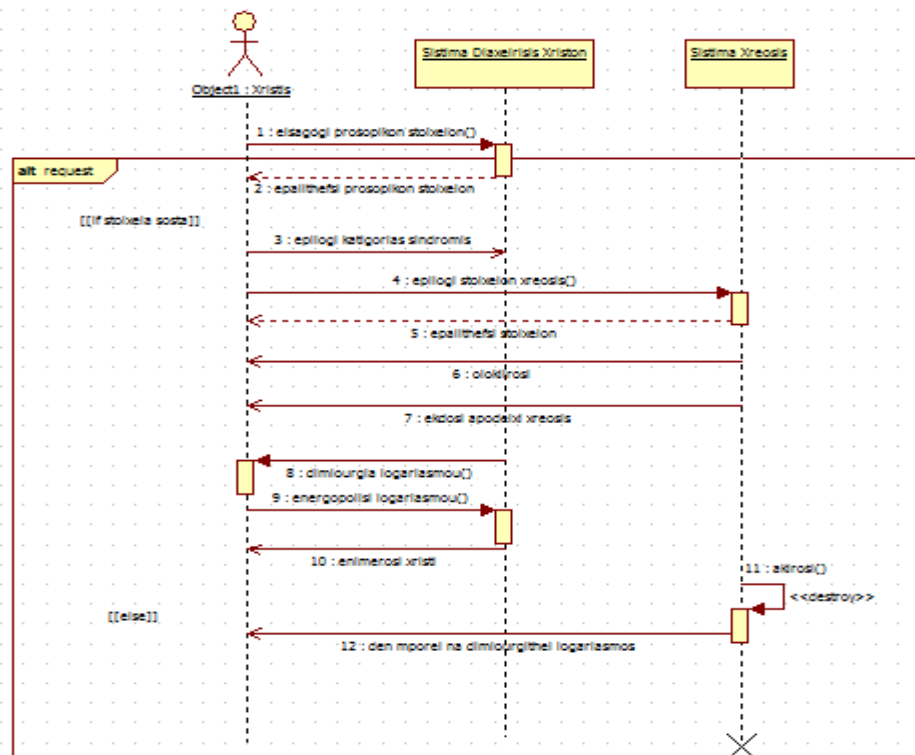 Object1 : Xristis
Sistima Diaxeirisis Xriston
Sistima Xreosis
1 : eisagogi prosopikon stoixeion()
alt request
2 : epalithefsi prosopikon stoixeion
[[if stoixeia sosta]]
3 : epilogi katigorias sindromis
4 : epilogi stoixeion xreosis()
5 : epalithefsi stoixeion
6 : oloklirosi
7 : ekdosi apodeixi xreosis
8 : dimiourgia logariasmou()
9 : energopoiisi logariasmou()
10 : enimerosi xristi
11 : akirosi()
<<destroy>>
[[else]]
12 : den mporei na dimiourgithei logariasmos